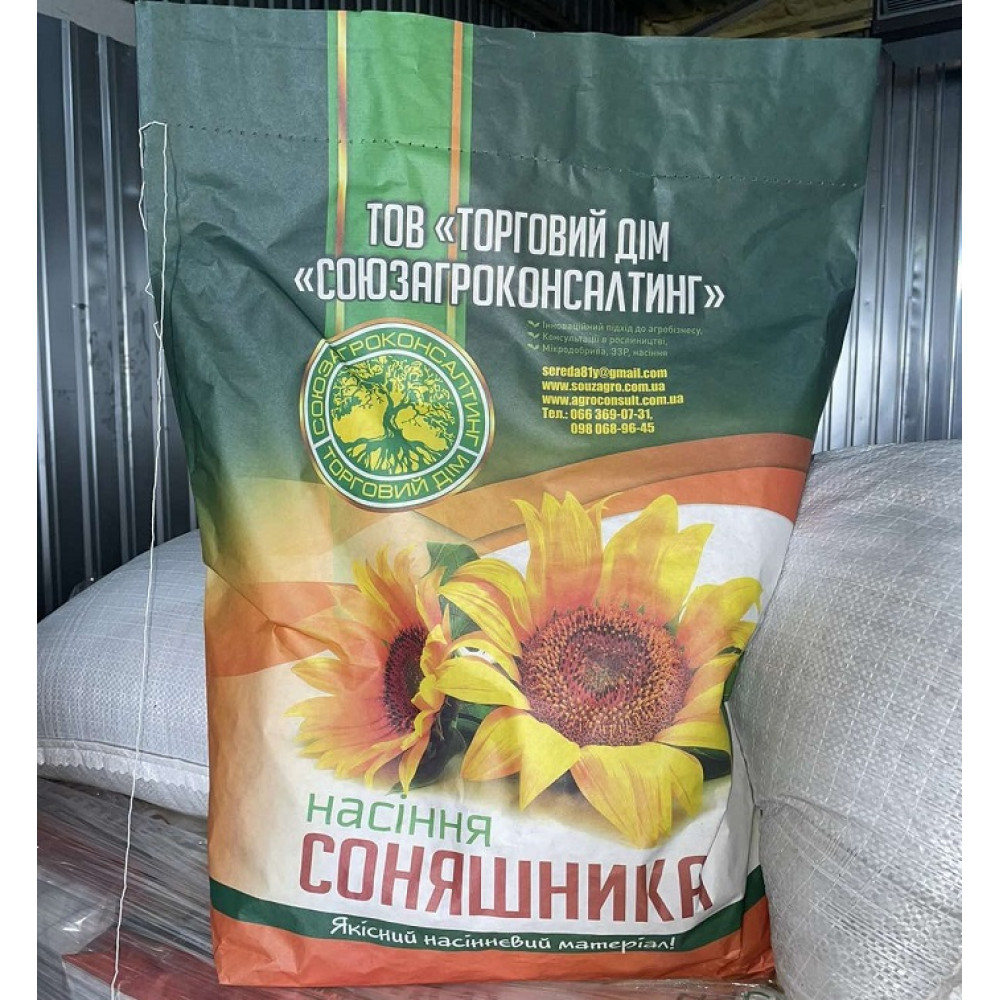 ТОВ «ТОРГОВИЙ ДІМ
«СОЮЗАГРОКОНСАЛТИНГ»
Інноваційний підхід до агробізнесу,
Консультації в рослинництві,
Мікродобрива, ЗЗР, насіння
sereda81y@gmail.com
www.souzagro.com.ua
www.agroconsult.com.ua
Тел.: 066 369-07-31,
098 068-96-45
СОЮЗАГРОКОНСАЛТИНГ
ТОРГОВИЙ ДІМ
насіння
СОНЯШНИКА
Якісний насіннєвий матеріал!